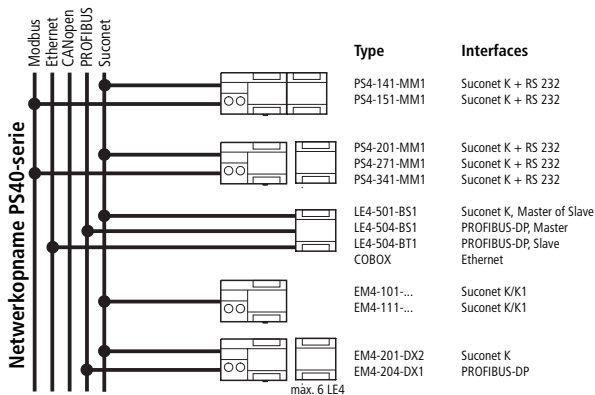 Modbus
Ethernet
CANopen
PROFIBUS
Suconet
Netwerkopname PS40-serie
Type Interfaces
PS4-141-MM1 Suconet K + RS 232
PS4-151-MM1 Suconet K + RS 232
PS4-201-MM1 Suconet K + RS 232
PS4-271-MM1 Suconet K + RS 232
PS4-341-MM1 Suconet K + RS 232
LE4-501-BS1 Suconet K, Master of Slave
LE4-504-BS1 PROFIBUS-DP, Master
LE4-504-BT1 PROFIBUS-DP, Slave
COBOX Ethernet
EM4-101-... Suconet K/K1
EM4-111-... Suconet K/K1
EM4-201-DX2 Suconet K
EM4-204-DX1 PROFIBUS-DP
max. 6 LE4